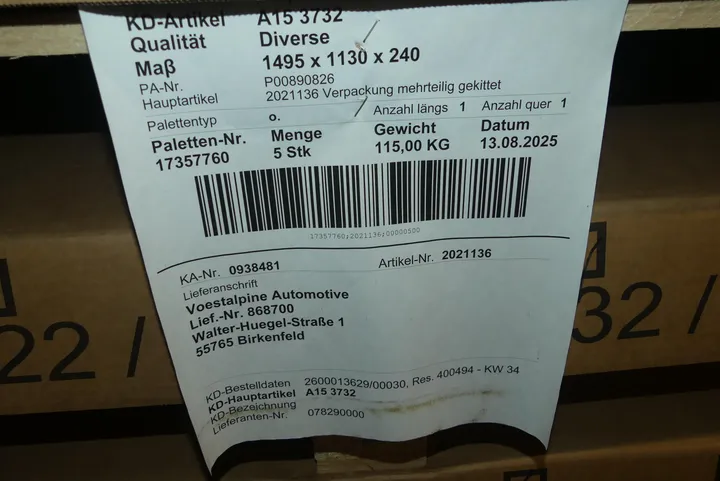 KD-Artikel A15 3732
Qualität Diverse
Maß 1495 x 1130 x 240
PA-Nr. P00890826
Hauptartikel 2021136 Verpackung mehrteilig gekittet
Palettentyp o. Anzahl längs 1 Anzahl quer 1
Paletten-Nr. Menge Gewicht Datum
17357760 5 Stk 115,00 KG 13.08.2025
17357760;2021136;00000500
KA-Nr. 0938481 Artikel-Nr. 2021136
Lieferanschrift
Voestalpine Automotive
Lief.-Nr. 868700
Walter-Huegel-Straße 1
55765 Birkenfeld
KD-Bestelldaten 2600013629/00030, Res. 400494 - KW 34
KD-Hauptartikel A15 3732
KD-Bezeichnung
Lieferanten-Nr. 078290000
22 /
32 /